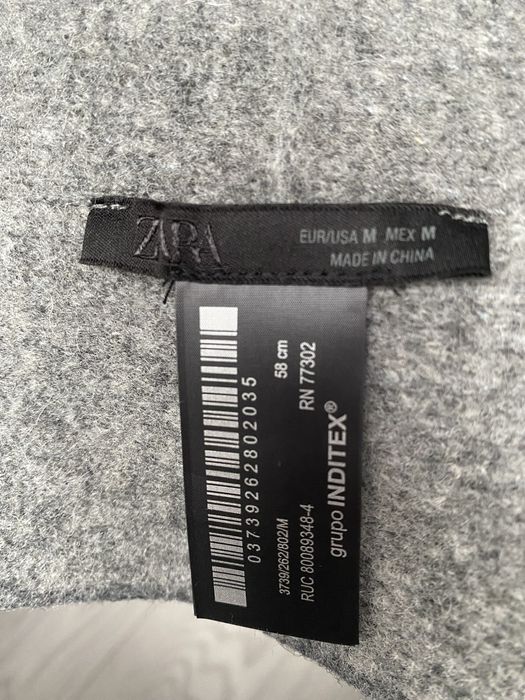 ZARA
EUR/USA M MEX M
MADE IN CHINA
03739262802035
58 cm
RN 77302
3739/262/802/M
RUC 80089348-4
grupo INDITEX®